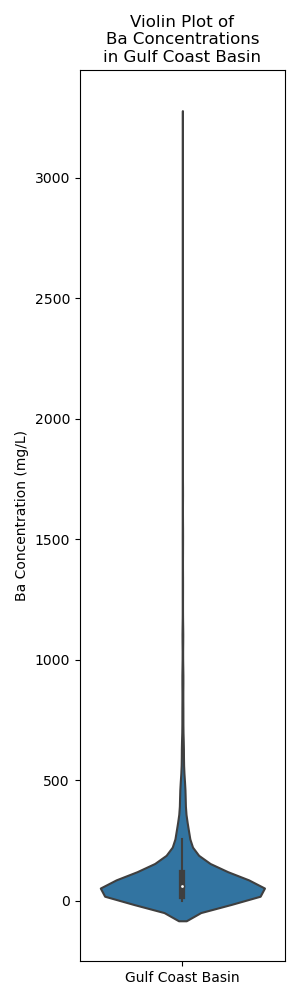 Violin Plot of
Ba Concentrations
in Gulf Coast Basin
3000
2500
2000
1500
1000
500
0
Ba Concentration (mg/L)
Gulf Coast Basin